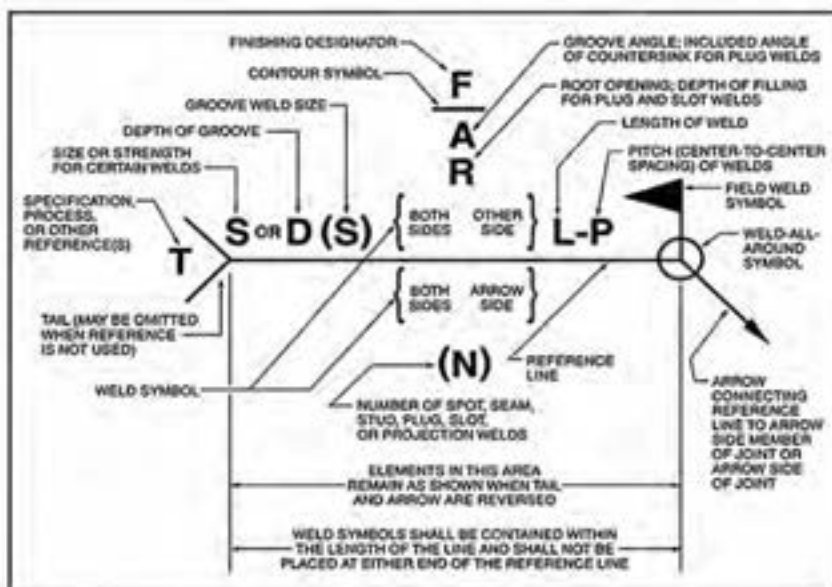 FINISHING DESIGNATOR
CONTOUR SYMBOL
GROOVE WELD SIZE
DEPTH OF GROOVE
SIZE OR STRENGTH
FOR CERTAIN WELDS
SPECIFICATION,
PROCESS,
OR OTHER
REFERENCE(S)
F
A
R
GROOVE ANGLE; INCLUDED ANGLE
OF COUNTERSINK FOR PLUG WELDS
ROOT OPENING; DEPTH OF FILLING
FOR PLUG AND SLOT WELDS
LENGTH OF WELD
PITCH (CENTER-TO-CENTER
SPACING) OF WELDS
FIELD WELD
SYMBOL
WELD-ALL-
AROUND
SYMBOL
T
S OR D (S)
BOTH OTHER
SIDES SIDE
L-P
BOTH ARROW
SIDES SIDE
TAIL (MAY BE OMITTED
WHEN REFERENCE
IS NOT USED)
WELD SYMBOL
(N)
NUMBER OF SPOT, SEAM,
STUD, PLUG, SLOT,
OR PROJECTION WELDS
REFERENCE
LINE
ARROW
CONNECTING
REFERENCE
LINE TO ARROW
SIDE MEMBER
OF JOINT OR
ARROW SIDE
OF JOINT
ELEMENTS IN THIS AREA
REMAIN AS SHOWN WHEN TAIL
AND ARROW ARE REVERSED
WELD SYMBOLS SHALL BE CONTAINED WITHIN
THE LENGTH OF THE LINE AND SHALL NOT BE
PLACED AT EITHER END OF THE REFERENCE LINE